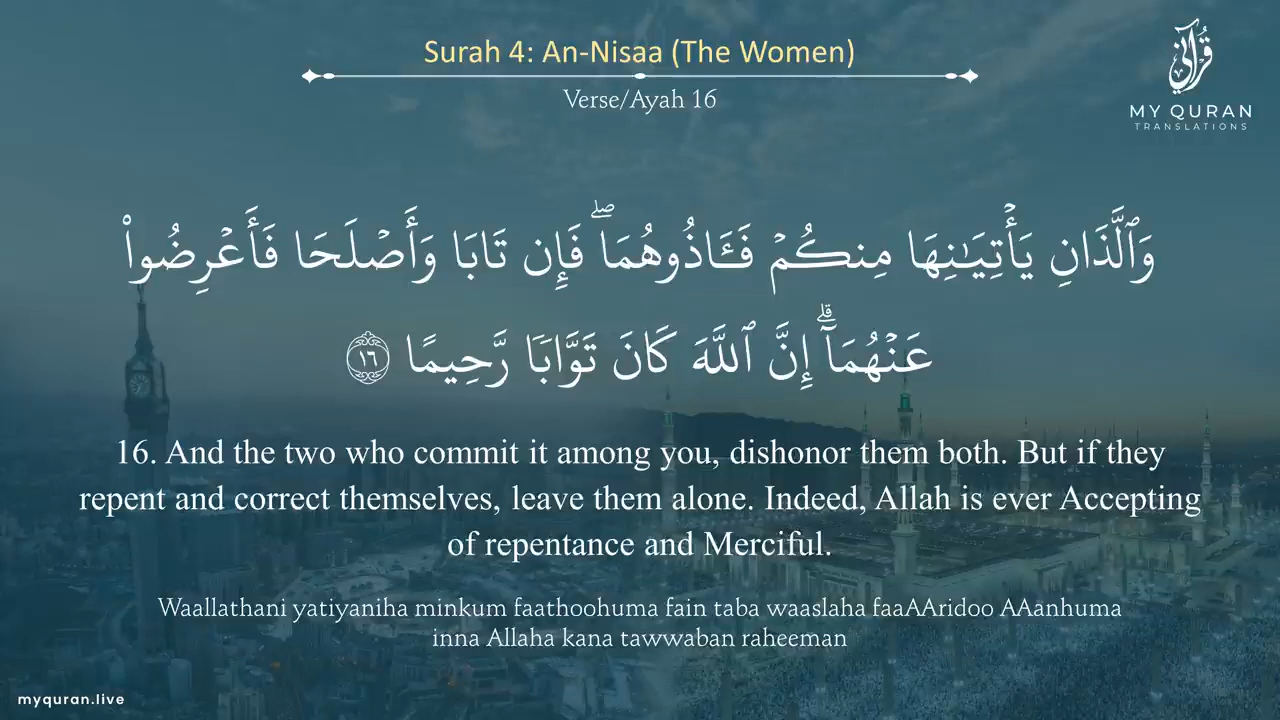 Surah 4: An-Nisaa (The Women)
Verse/Ayah 16
قرآني
MY QURAN
TRANSLATIONS
وَٱلَّذَانِ يَأۡتِيَٰنِهَا مِنكُمۡ فَـَٔاذُوهُمَاۖ فَإِن تَابَا وَأَصۡلَحَا فَأَعۡرِضُواْ
عَنۡهُمَآۗ إِنَّ ٱللَّهَ كَانَ تَوَّابٗا رَّحِيمًا ١٦
16. And the two who commit it among you, dishonor them both. But if they
repent and correct themselves, leave them alone. Indeed, Allah is ever Accepting
of repentance and Merciful.
Waallathani yatiyaniha minkum faathoohuma fain taba waaslaha faaAAridoo AAanhuma
inna Allaha kana tawwaban raheeman
myquran.live